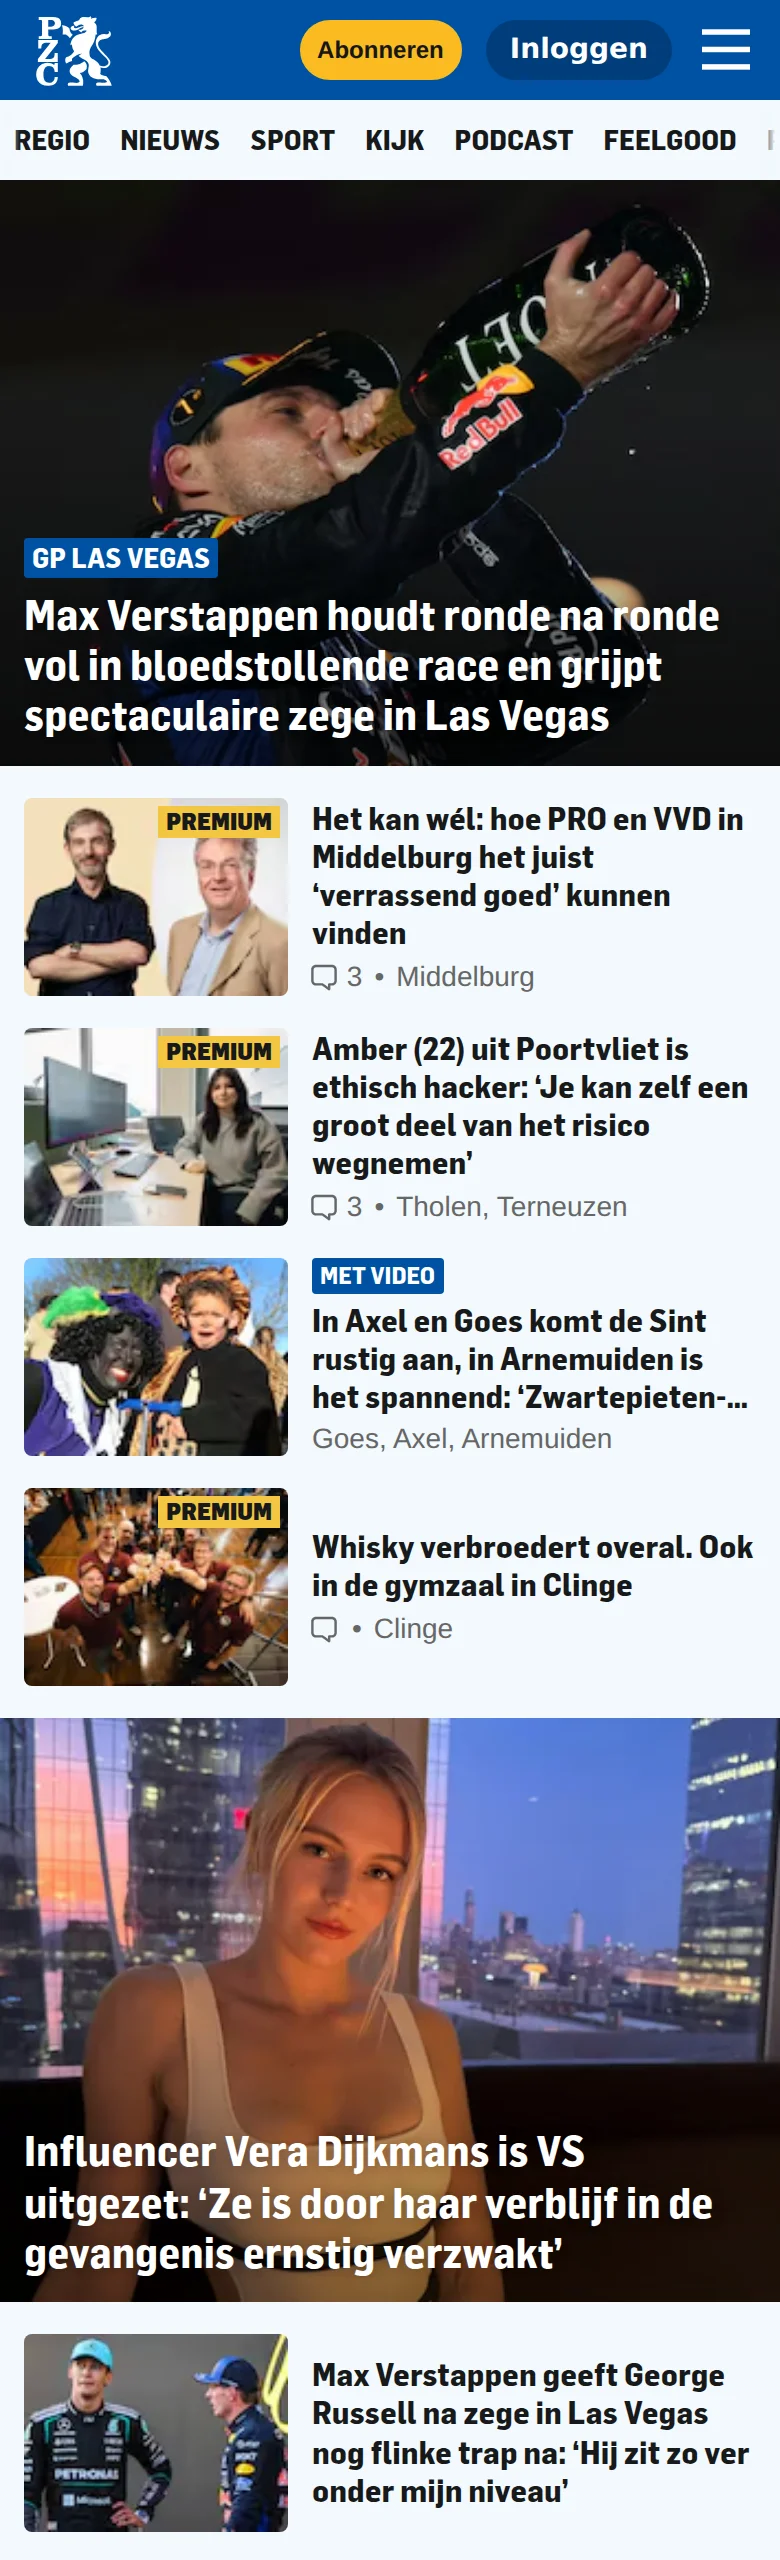 PZC
Abonneren
Inloggen
REGIO NIEUWS SPORT KIJK PODCAST FEELGOOD
Red Bull
GP LAS VEGAS
Max Verstappen houdt ronde na ronde
vol in bloedstollende race en grijpt
spectaculaire zege in Las Vegas
PREMIUM
Het kan wél: hoe PRO en VVD in
Middelburg het juist
‘verrassend goed’ kunnen
vinden
3 • Middelburg
PREMIUM
Amber (22) uit Poortvliet is
ethisch hacker: ‘Je kan zelf een
groot deel van het risico
wegnemen’
3 • Tholen, Terneuzen
MET VIDEO
In Axel en Goes komt de Sint
rustig aan, in Arnemuiden is
het spannend: ‘Zwartepieten-...
Goes, Axel, Arnemuiden
PREMIUM
Whisky verbroedert overal. Ook
in de gymzaal in Clinge
• Clinge
Influencer Vera Dijkmans is VS
uitgezet: ‘Ze is door haar verblijf in de
gevangenis ernstig verzwakt’
PETRONAS
Microsoft
Max Verstappen geeft George
Russell na zege in Las Vegas
nog flinke trap na: ‘Hij zit zo ver
onder mijn niveau’